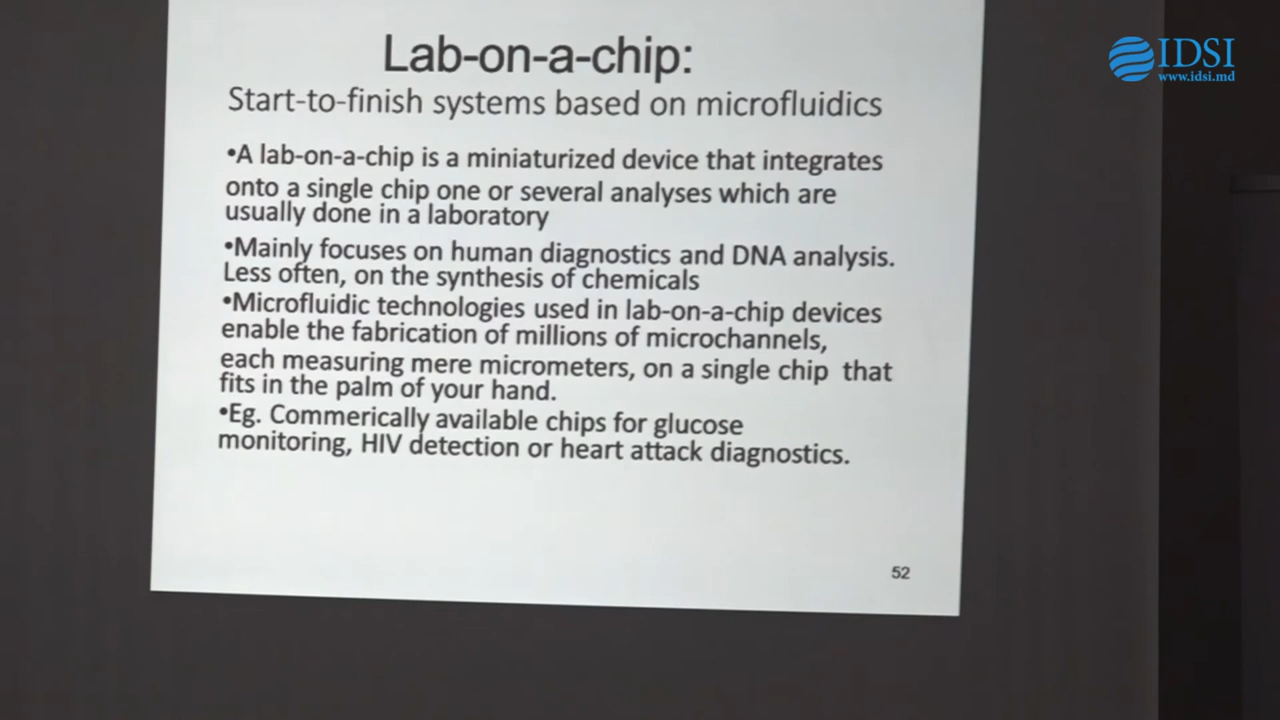 Lab-on-a-chip:
Start-to-finish systems based on microfluidics
•A lab-on-a-chip is a miniaturized device that integrates
onto a single chip one or several analyses which are
usually done in a laboratory
•Mainly focuses on human diagnostics and DNA analysis.
Less often, on the synthesis of chemicals
•Microfluidic technologies used in lab-on-a-chip devices
enable the fabrication of millions of microchannels,
each measuring mere micrometers, on a single chip that
fits in the palm of your hand.
•Eg. Commerically available chips for glucose
monitoring, HIV detection or heart attack diagnostics.
52
IDSI
www.idsi.md